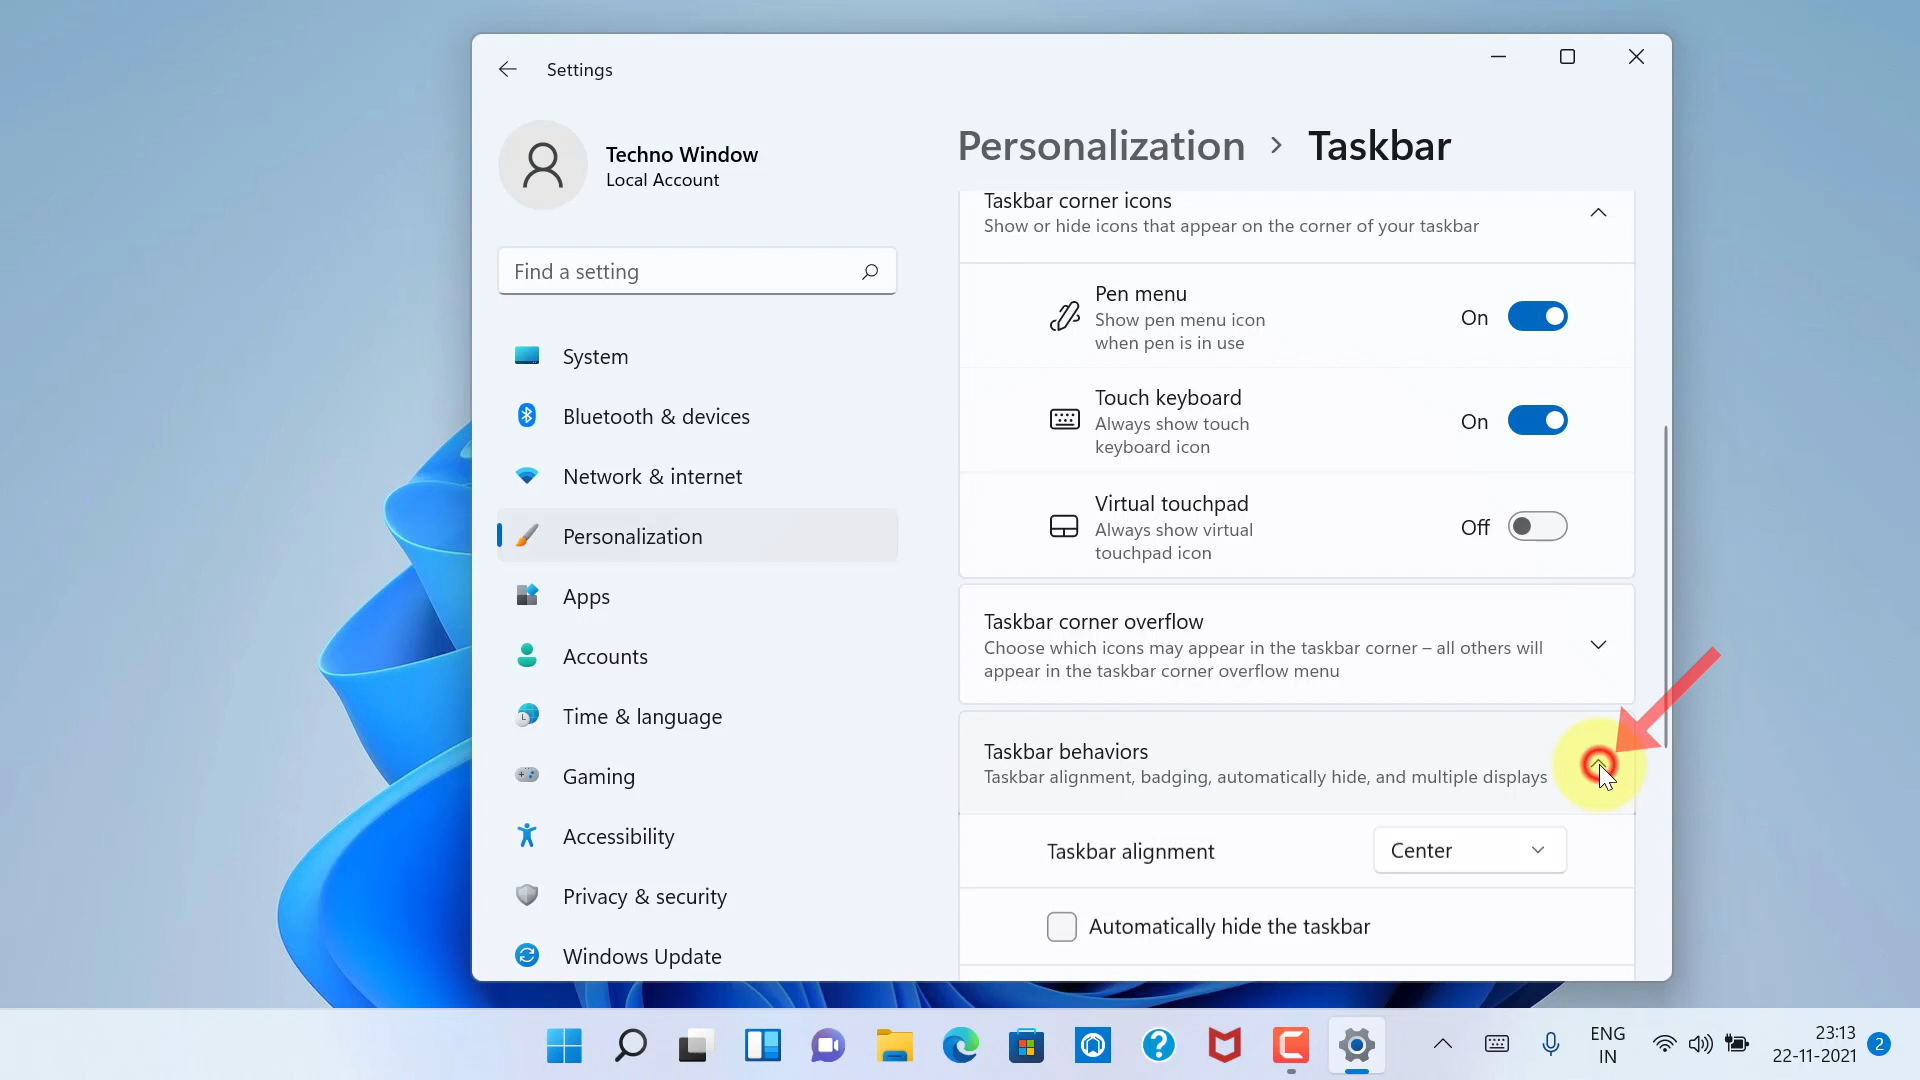 Settings
Techno Window
Local Account
Find a setting
System
Bluetooth & devices
Network & internet
Personalization
Apps
Accounts
Time & language
Gaming
Accessibility
Privacy & security
Windows Update
Personalization > Taskbar
Taskbar corner icons
Show or hide icons that appear on the corner of your taskbar
Pen menu
Show pen menu icon
when pen is in use
On
Touch keyboard
Always show touch
keyboard icon
On
Virtual touchpad
Always show virtual
touchpad icon
Off
Taskbar corner overflow
Choose which icons may appear in the taskbar corner – all others will
appear in the taskbar corner overflow menu
Taskbar behaviors
Taskbar alignment, badging, automatically hide, and multiple displays
Taskbar alignment
Center
Automatically hide the taskbar
ENG
IN
23:13
22-11-2021
2